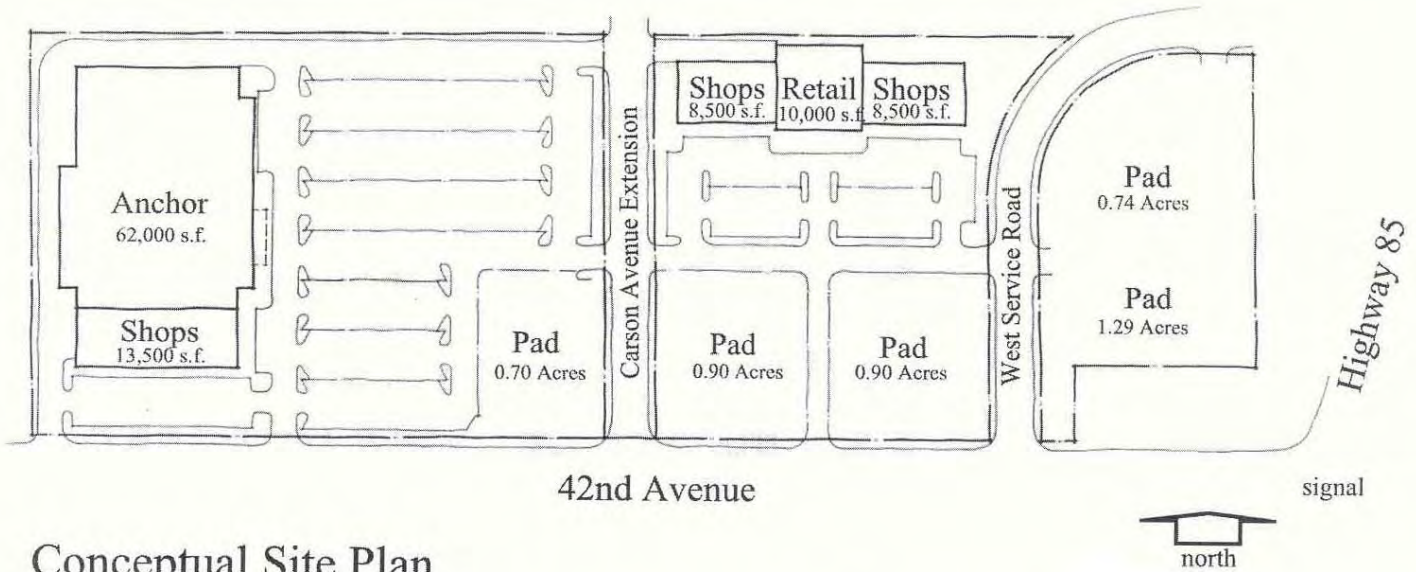 Anchor
62,000 s.f.
Shops
13,500 s.f.
Pad
0.70 Acres
Carson Avenue Extension
Shops
8,500 s.f.
Retail
10,000 s.f.
Shops
8,500 s.f.
Pad
0.90 Acres
Pad
0.90 Acres
West Service Road
Pad
0.74 Acres
Pad
1.29 Acres
Highway 85
42nd Avenue
signal
north
Conceptual Site Plan